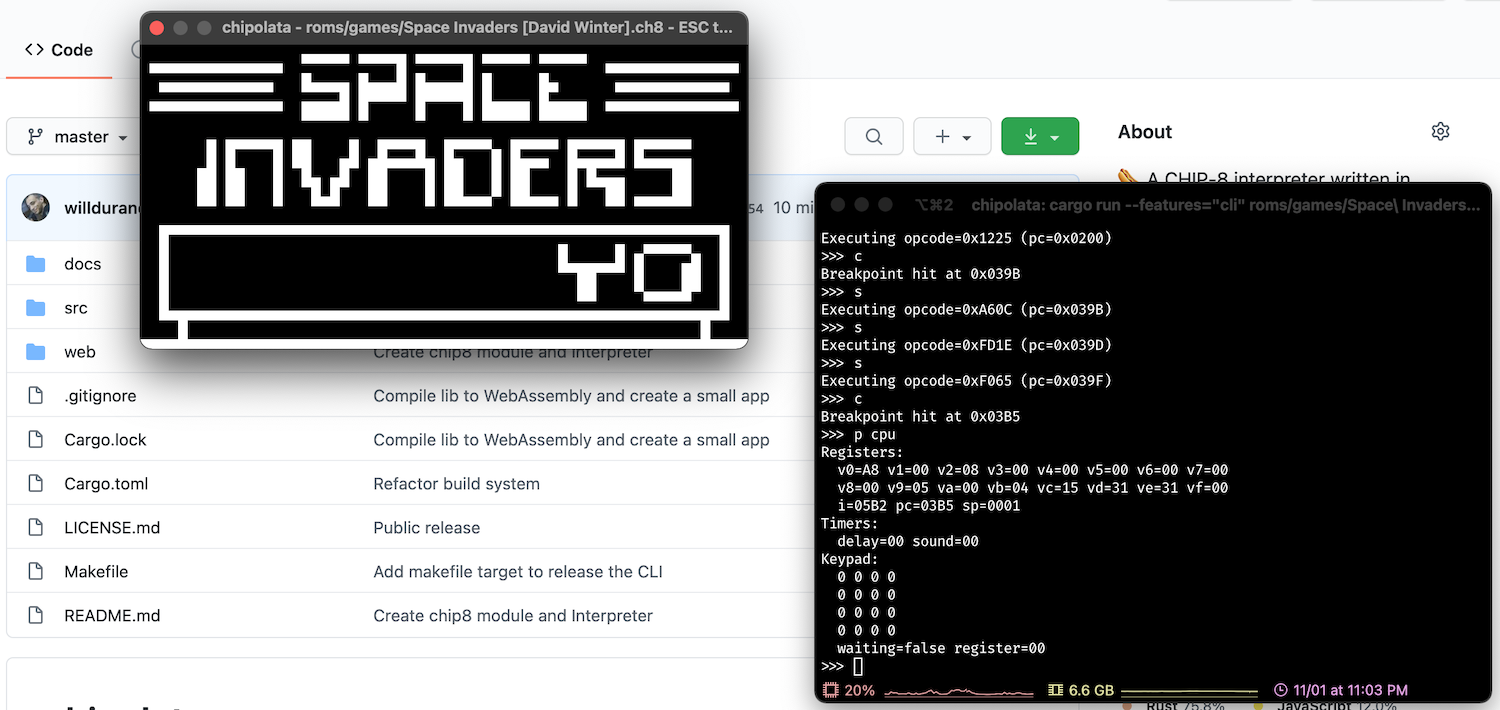 chipolata - roms/games/Space Invaders [David Winter].ch8 - ESC t...
<> Code
SPACE
INVADERS
YO
master
About
A CHIP-8 interpreter written in
54 10 mi
docs
src
web
Create chip8 module and Interpreter
.gitignore
Compile lib to WebAssembly and create a small app
Cargo.lock
Compile lib to WebAssembly and create a small app
Cargo.toml
Refactor build system
LICENSE.md
Public release
Makefile
Add makefile target to release the CLI
README.md
Create chip8 module and Interpreter
⌥⌘2 chipolata: cargo run --features="cli" roms/games/Space\ Invaders...
Executing opcode=0x1225 (pc=0x0200)
>>> c
Breakpoint hit at 0x039B
>>> s
Executing opcode=0xA60C (pc=0x039B)
>>> s
Executing opcode=0xFD1E (pc=0x039D)
>>> s
Executing opcode=0xF065 (pc=0x039F)
>>> c
Breakpoint hit at 0x03B5
>>> p cpu
Registers:
v0=A8 v1=00 v2=08 v3=00 v4=00 v5=00 v6=00 v7=00
v8=00 v9=05 va=00 vb=04 vc=15 vd=31 ve=31 vf=00
i=05B2 pc=03B5 sp=0001
Timers:
delay=00 sound=00
Keypad:
0 0 0 0
0 0 0 0
0 0 0 0
0 0 0 0
waiting=false register=00
>>>
20% 6.6 GB 11/01 at 11:03 PM
Rust 75.8% JavaScript 12.0%